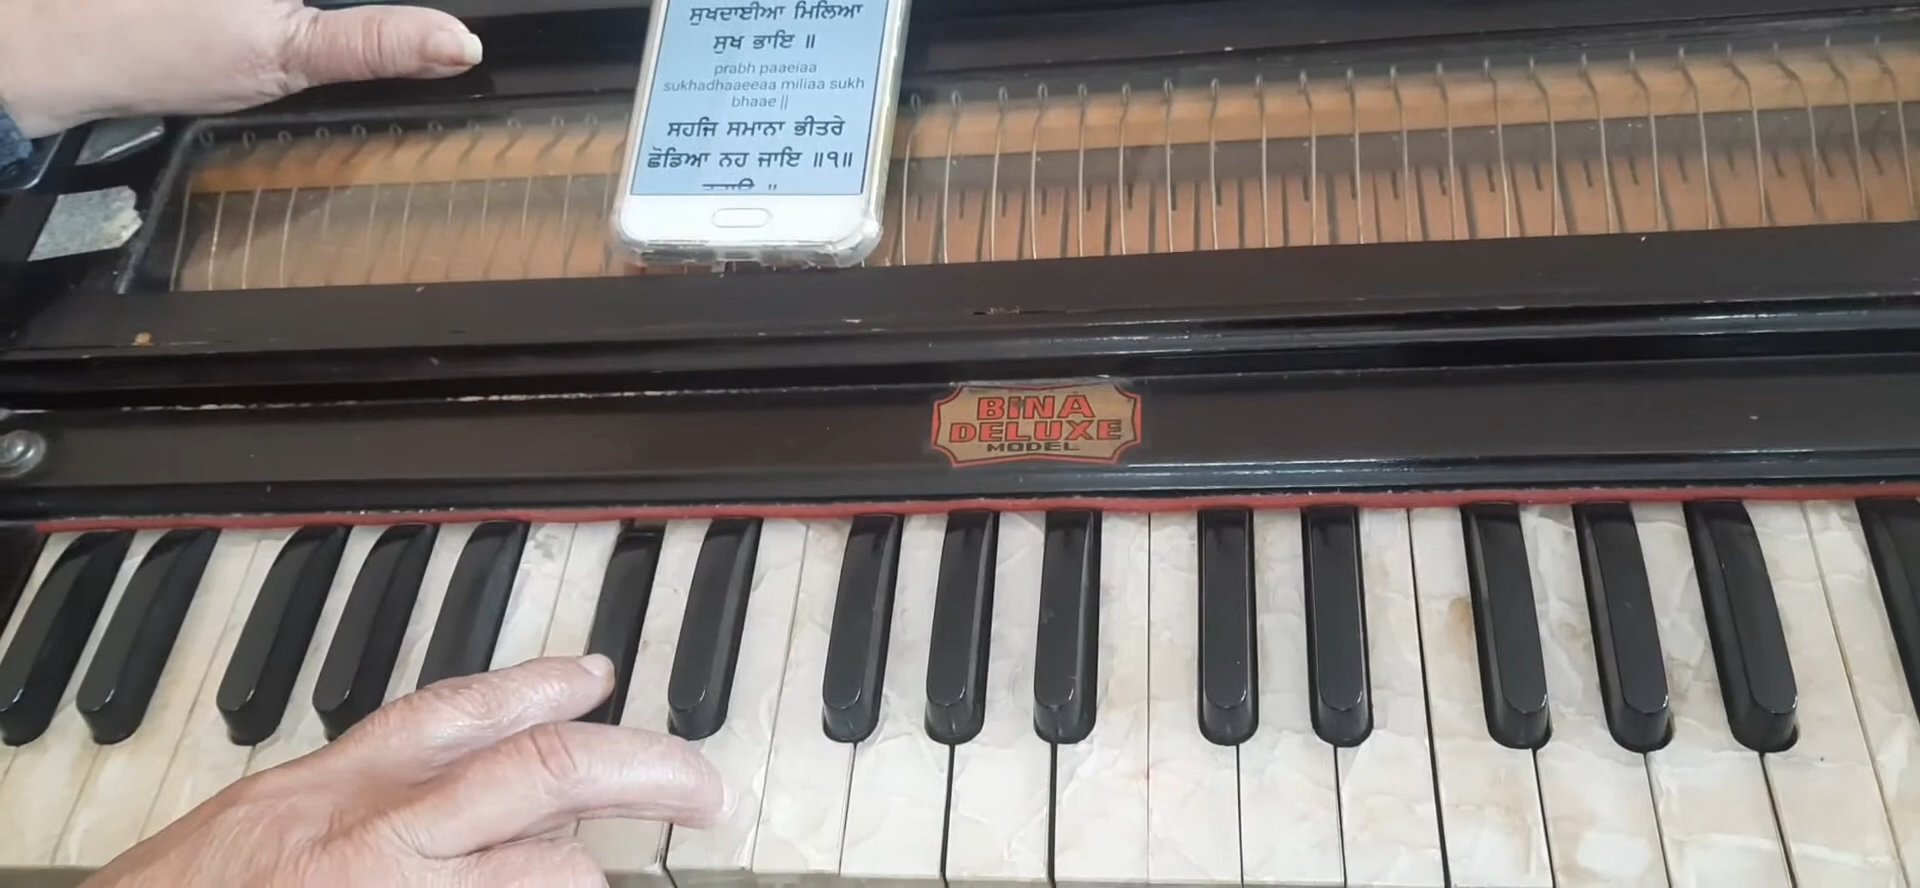 ਸੁਖਦਾਈਆ ਮਿਲਿਆ
ਸੁਖ ਭਾਇ ॥
prabh paaeiaa
sukhadhaaeeaa miliaa sukh
bhaae ||
ਸਹਜਿ ਸਮਾਨਾ ਭੀਤਰੇ
ਛੋਡਿਆ ਨਹ ਜਾਇ ॥੧॥
BINA
DELUXE
MODEL